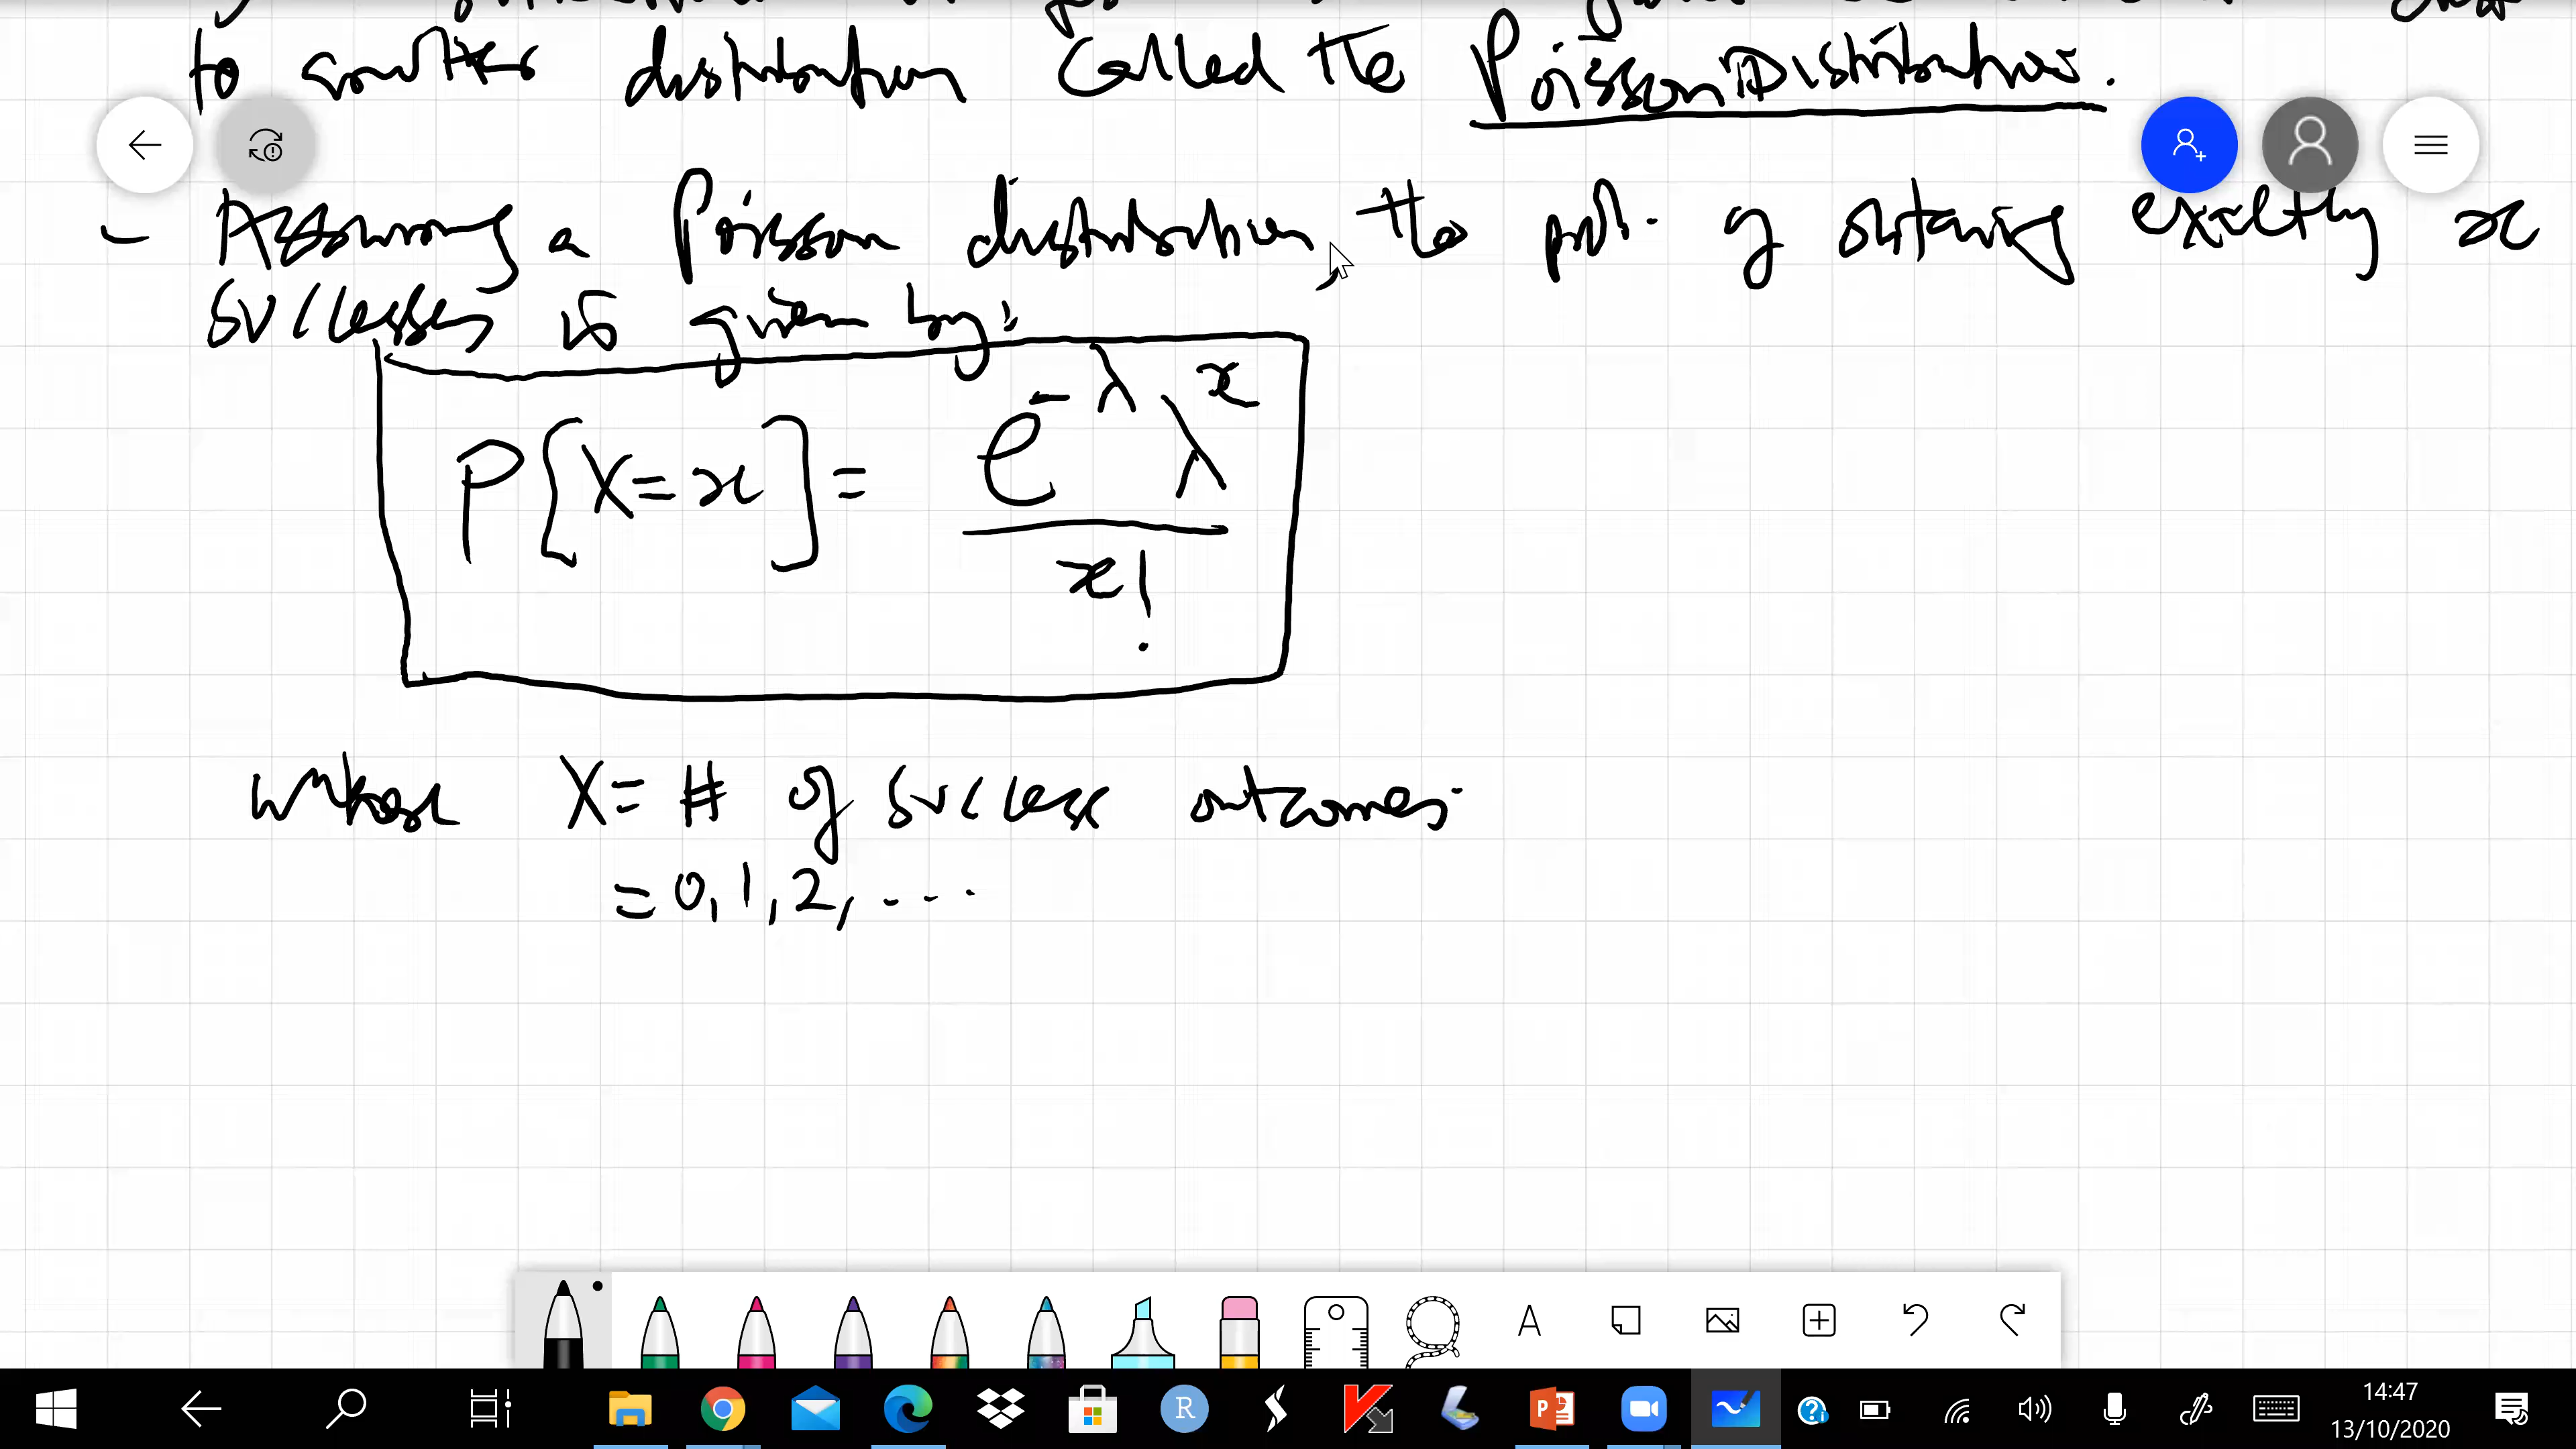 to another distribution called the Poisson Distribution.
- Assuming a Poisson distribution, the prob. of obtaining exactly x
successes is given by:
P[X=x] = e^-λ λ^x / x!
where X = # of success outcomes.
= 0, 1, 2, ...
A
R
P
14:47
13/10/2020